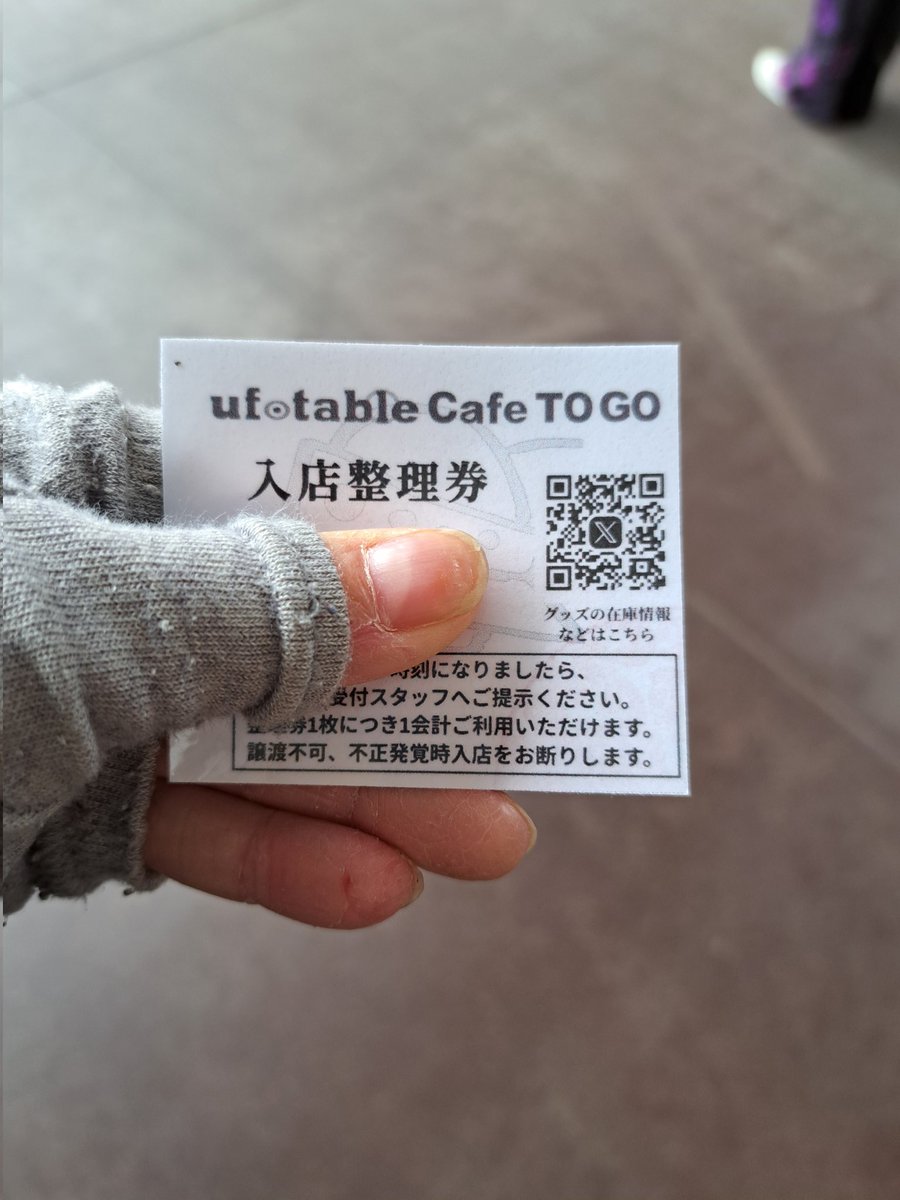 ufotable Cafe TO GO
入店整理券
グッズの在庫情報
などはこちら
時刻になりましたら、
受付スタッフへご提示ください。
整理券1枚につき1会計ご利用いただけます。
譲渡不可、不正発覚時入店をお断りします。